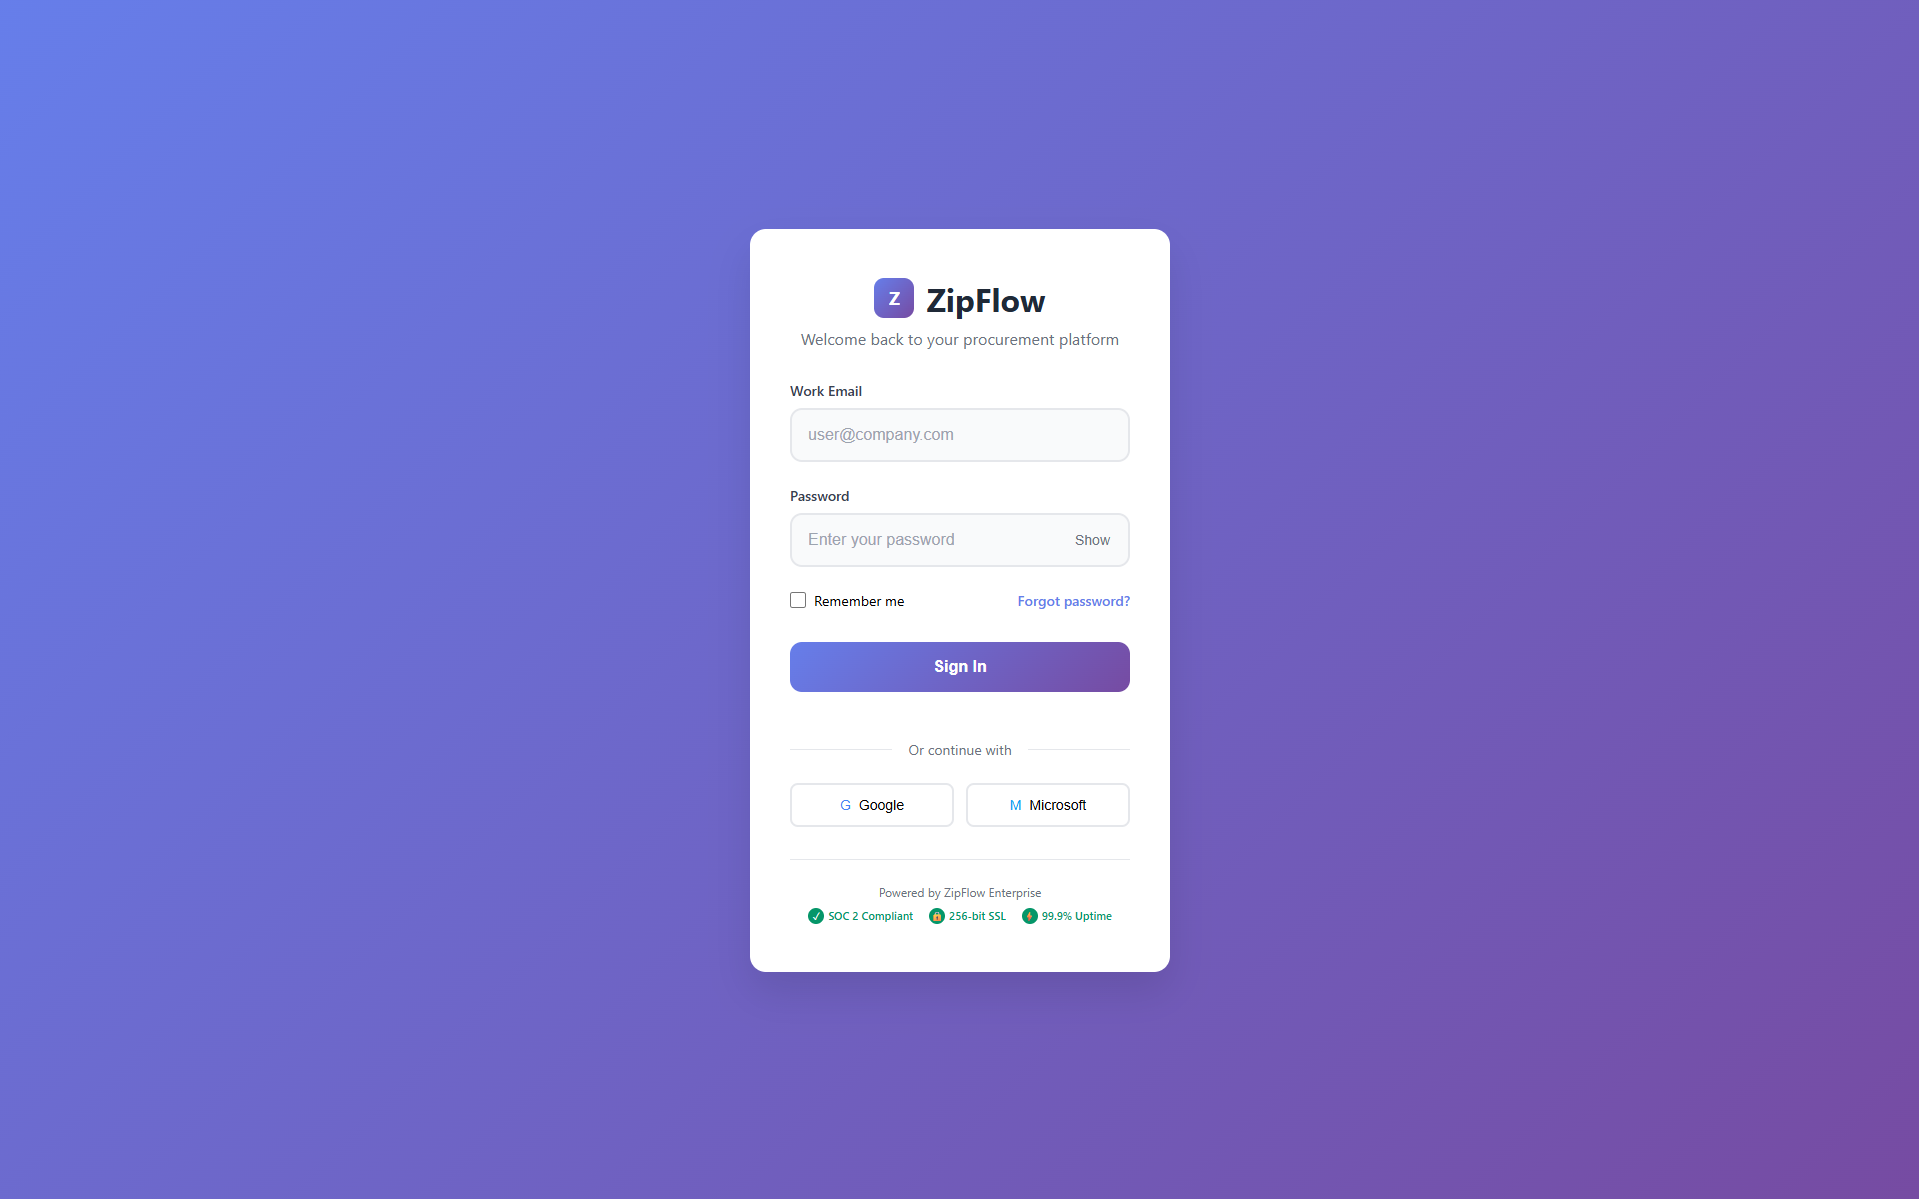 Z ZipFlow
Welcome back to your procurement platform
Work Email
user@company.com
Password
Enter your password Show
Remember me Forgot password?
Sign In
Or continue with
G Google M Microsoft
Powered by ZipFlow Enterprise
✓ SOC 2 Compliant 🔒 256-bit SSL ⚡ 99.9% Uptime